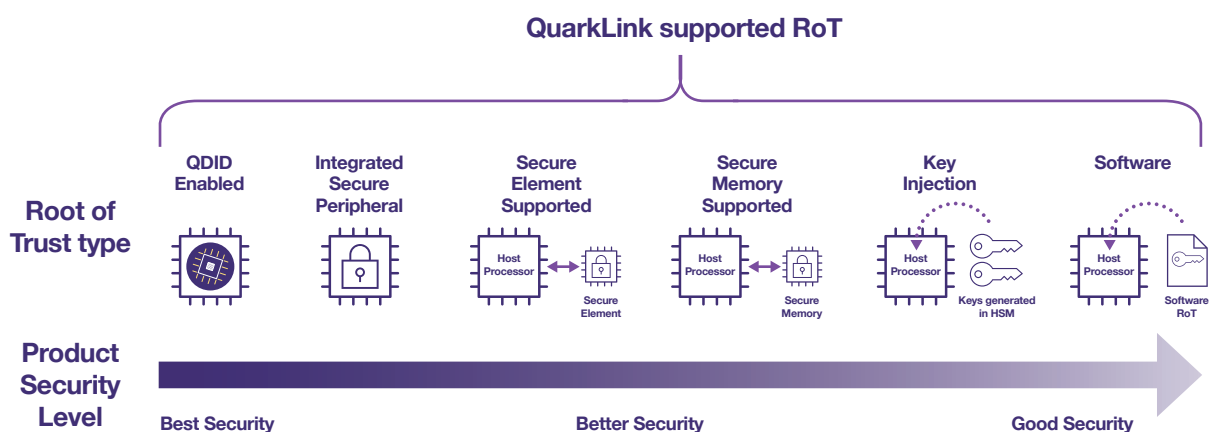 QuarkLink supported RoT
QDID
Enabled
Integrated
Secure
Peripheral
Secure
Element
Supported
Secure
Memory
Supported
Key
Injection
Software
Root of
Trust type
Host
Processor
Secure
Element
Host
Processor
Secure
Memory
Host
Processor
Keys generated
in HSM
Host
Processor
Software
RoT
Product
Security
Level
Best Security
Better Security
Good Security